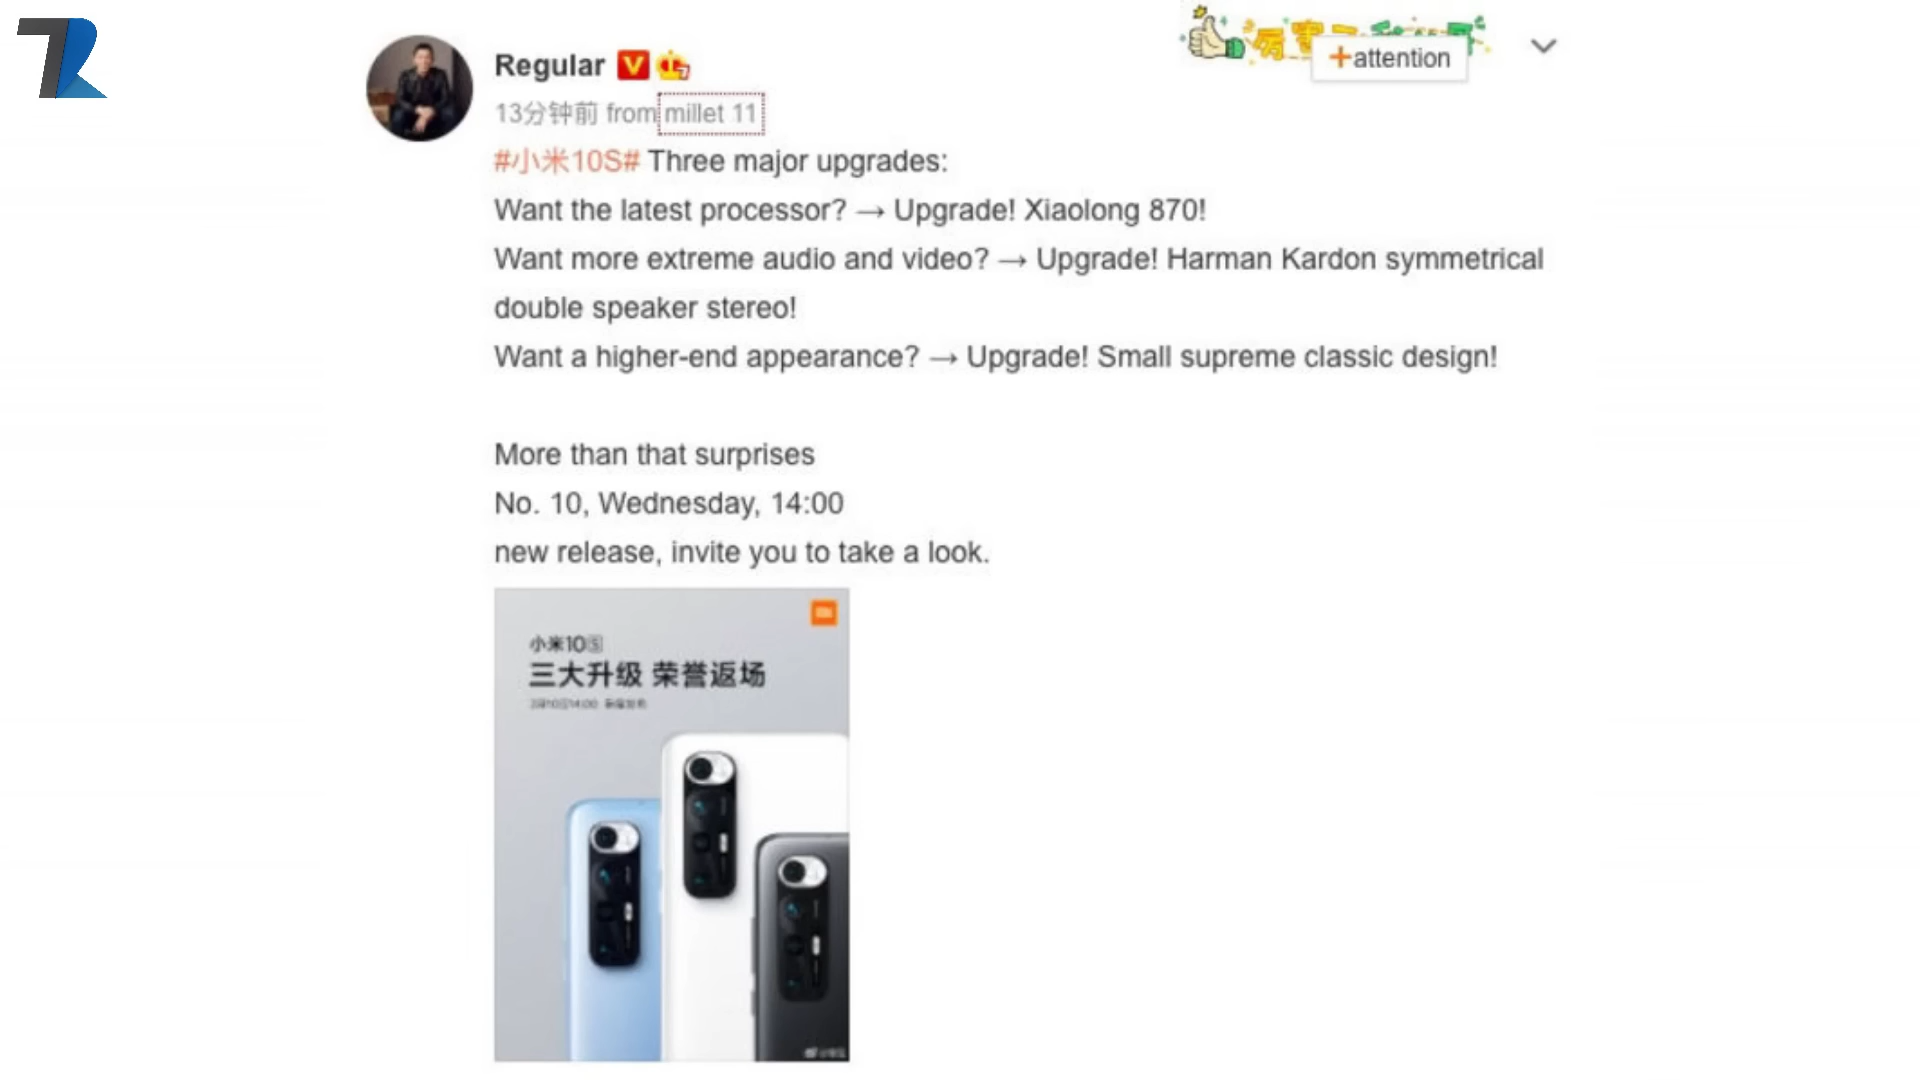 Regular
厉害
+attention
13分钟前 from millet 11
#小米10S# Three major upgrades:
Want the latest processor? → Upgrade! Xiaolong 870!
Want more extreme audio and video? → Upgrade! Harman Kardon symmetrical
double speaker stereo!
Want a higher-end appearance? → Upgrade! Small supreme classic design!
More than that surprises
No. 10, Wednesday, 14:00
new release, invite you to take a look.
小米10S
三大升级 荣誉返场